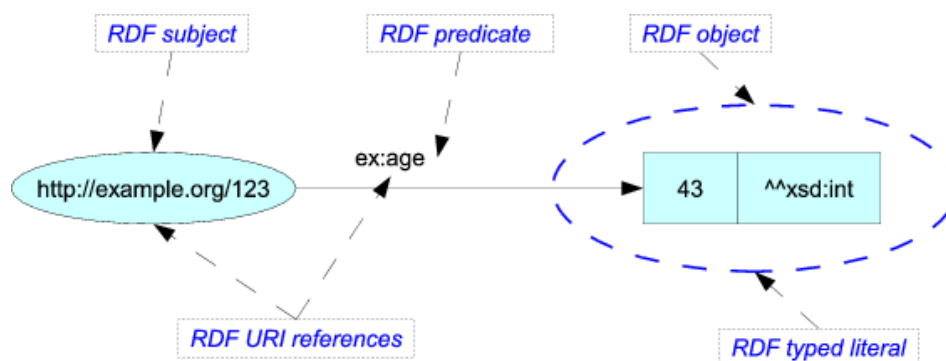 RDF subject
RDF predicate
RDF object
ex:age
http://example.org/123
43
^^xsd:int
RDF URI references
RDF typed literal